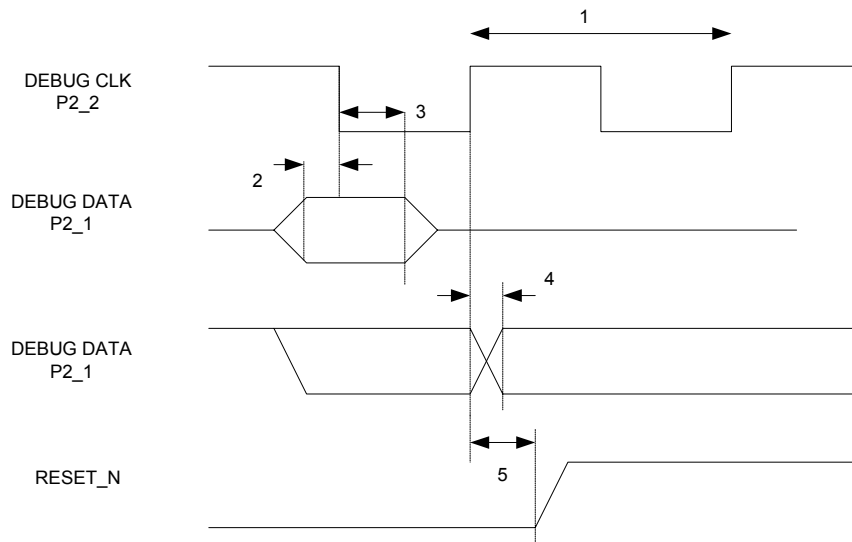 1
DEBUG CLK
P2_2
3
2
DEBUG DATA
P2_1
4
DEBUG DATA
P2_1
5
RESET_N